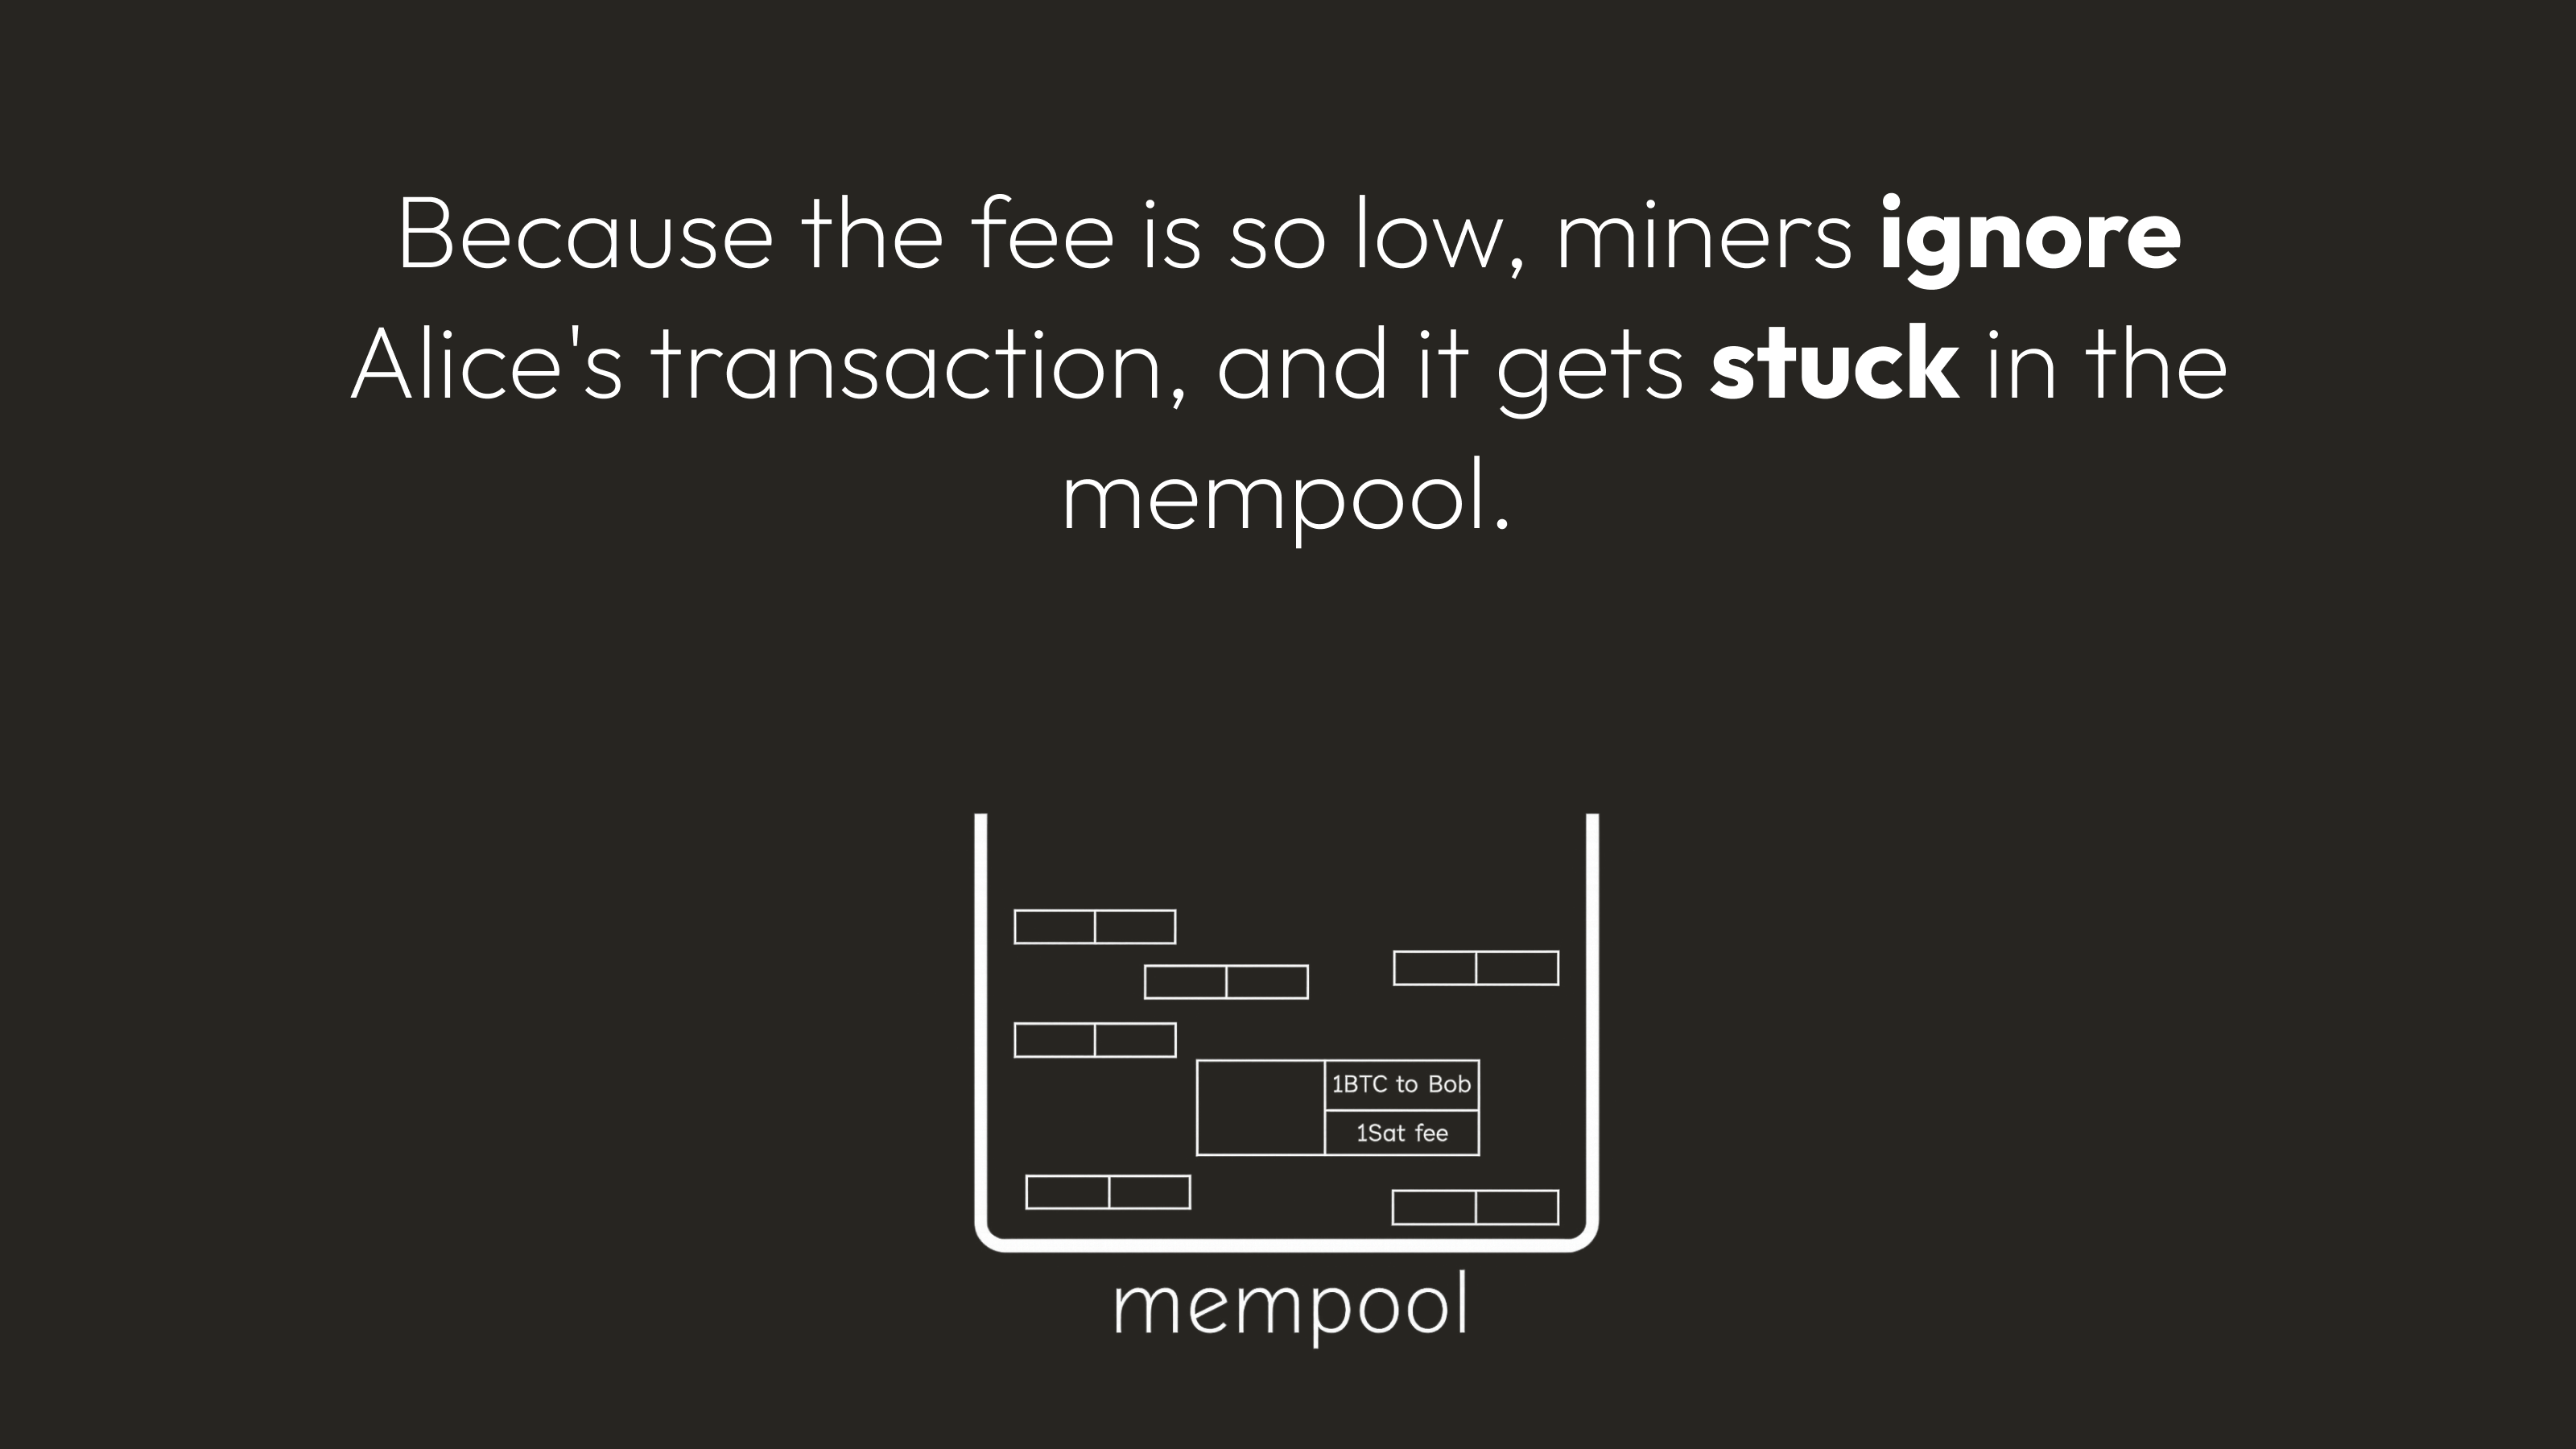 Because the fee is so low, miners ignore
Alice's transaction, and it gets stuck in the
mempool.
1BTC to Bob
1Sat fee
mempool